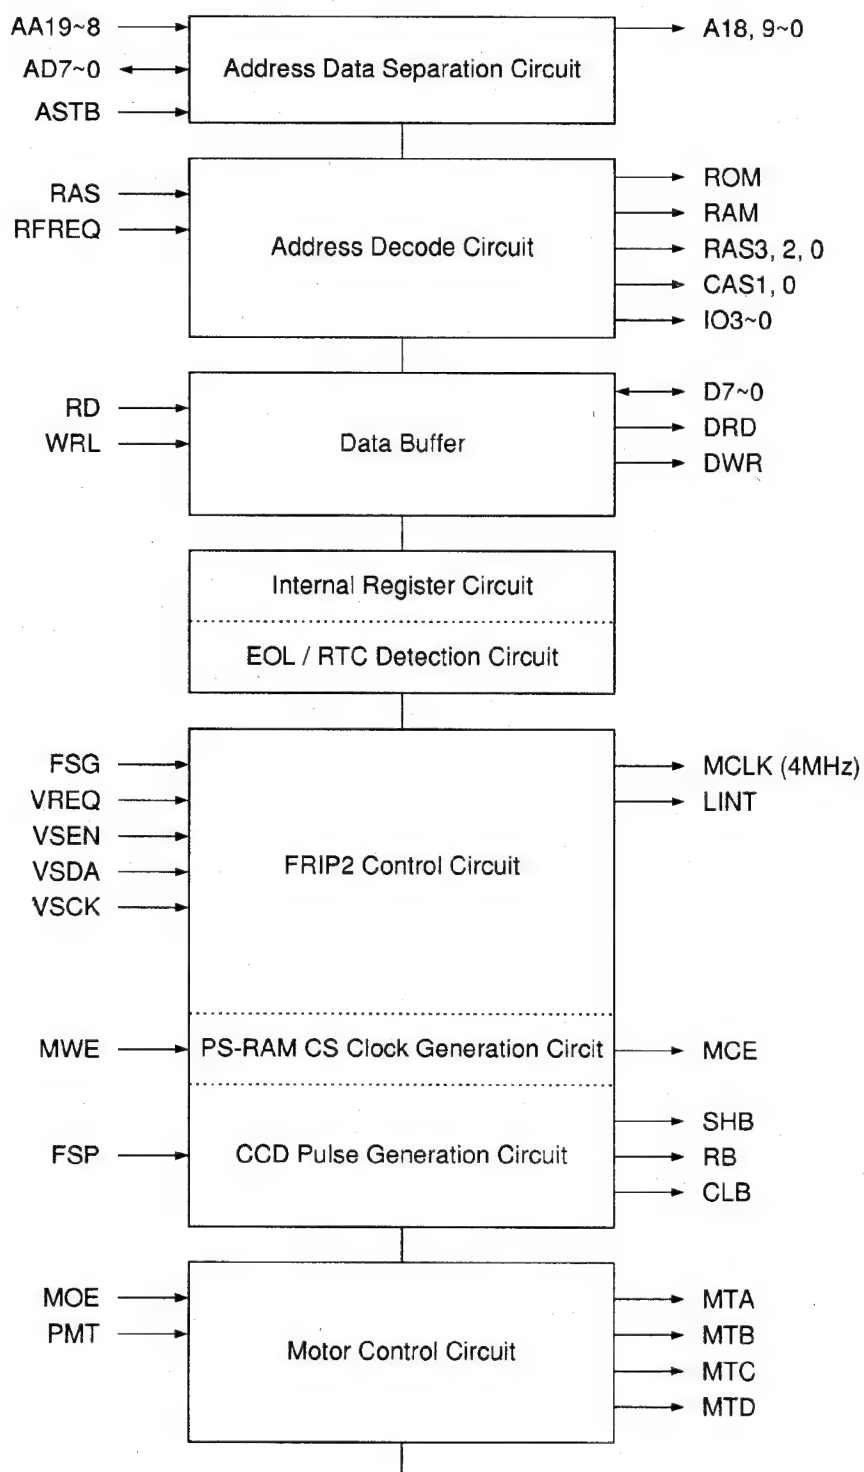 AA19~8
AD7~0
ASTB
Address Data Separation Circuit
A18, 9~0
RAS
RFREQ
Address Decode Circuit
ROM
RAM
RAS3, 2, 0
CAS1, 0
IO3~0
RD
WRL
Data Buffer
D7~0
DRD
DWR
Internal Register Circuit
EOL / RTC Detection Circuit
FSG
VREQ
VSEN
VSDA
VSCK
FRIP2 Control Circuit
MCLK (4MHz)
LINT
MWE
PS-RAM CS Clock Generation Circit
MCE
FSP
CCD Pulse Generation Circuit
SHB
RB
CLB
MOE
PMT
Motor Control Circuit
MTA
MTB
MTC
MTD